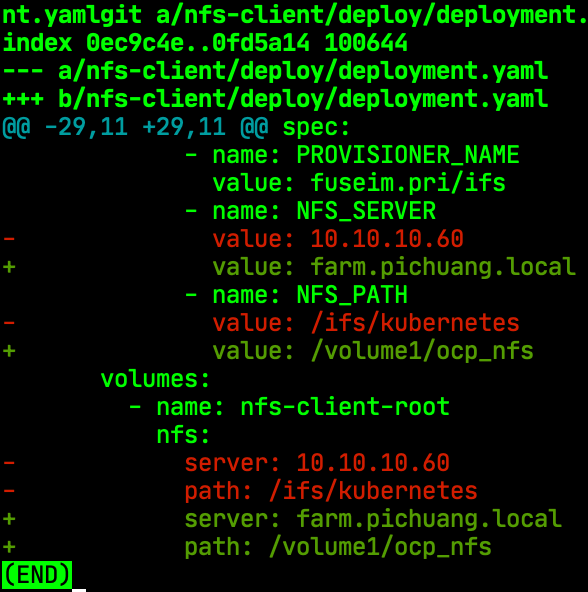 nt.yamlgit a/nfs-client/deploy/deployment.
index 0ec9c4e..0fd5a14 100644
--- a/nfs-client/deploy/deployment.yaml
+++ b/nfs-client/deploy/deployment.yaml
@@ -29,11 +29,11 @@ spec:
             - name: PROVISIONER_NAME
               value: fuseim.pri/ifs
             - name: NFS_SERVER
-              value: 10.10.10.60
+              value: farm.pichuang.local
             - name: NFS_PATH
-              value: /ifs/kubernetes
+              value: /volume1/ocp_nfs
       volumes:
         - name: nfs-client-root
           nfs:
-            server: 10.10.10.60
-            path: /ifs/kubernetes
+            server: farm.pichuang.local
+            path: /volume1/ocp_nfs
(END)